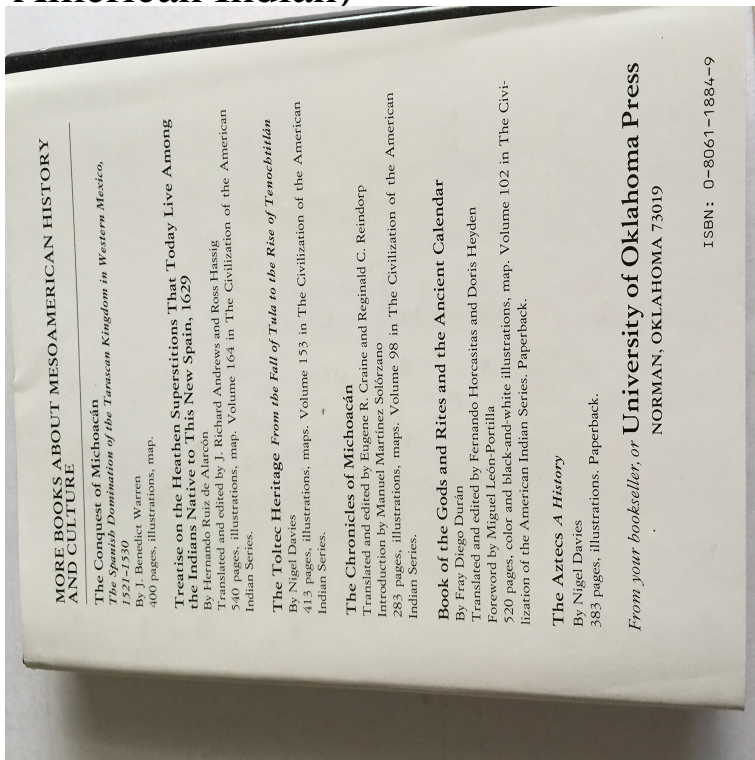 American Indian)
MORE BOOKS ABOUT MESOAMERICAN HISTORY
AND CULTURE
The Conquest of Michoacán
The Spanish Domination of the Tarascan Kingdom in Western Mexico,
1521–1530
By J. Benedict Warren
400 pages, illustrations, map.
Treatise on the Heathen Superstitions That Today Live Among
the Indians Native to This New Spain, 1629
By Hernando Ruiz de Alarcón
Translated and edited by J. Richard Andrews and Ross Hassig
540 pages, illustrations, map. Volume 164 in The Civilization of the American
Indian Series.
The Toltec Heritage From the Fall of Tula to the Rise of Tenochtitlán
By Nigel Davies
413 pages, illustrations, maps. Volume 153 in The Civilization of the American
Indian Series.
The Chronicles of Michoacán
Translated and edited by Eugene R. Craine and Reginald C. Reindorp
Introduction by Manuel Martínez Solórzano
283 pages, illustrations, maps. Volume 98 in The Civilization of the American
Indian Series.
Book of the Gods and Rites and the Ancient Calendar
By Fray Diego Durán
Translated and edited by Fernando Horcasitas and Doris Heyden
Foreword by Miguel León-Portilla
520 pages, color and black-and-white illustrations, map. Volume 102 in The Civi-
lization of the American Indian Series. Paperback.
The Aztecs A History
By Nigel Davies
383 pages, illustrations. Paperback.
From your bookseller, or University of Oklahoma Press
NORMAN, OKLAHOMA 73019
ISBN: 0-8061-1884-9